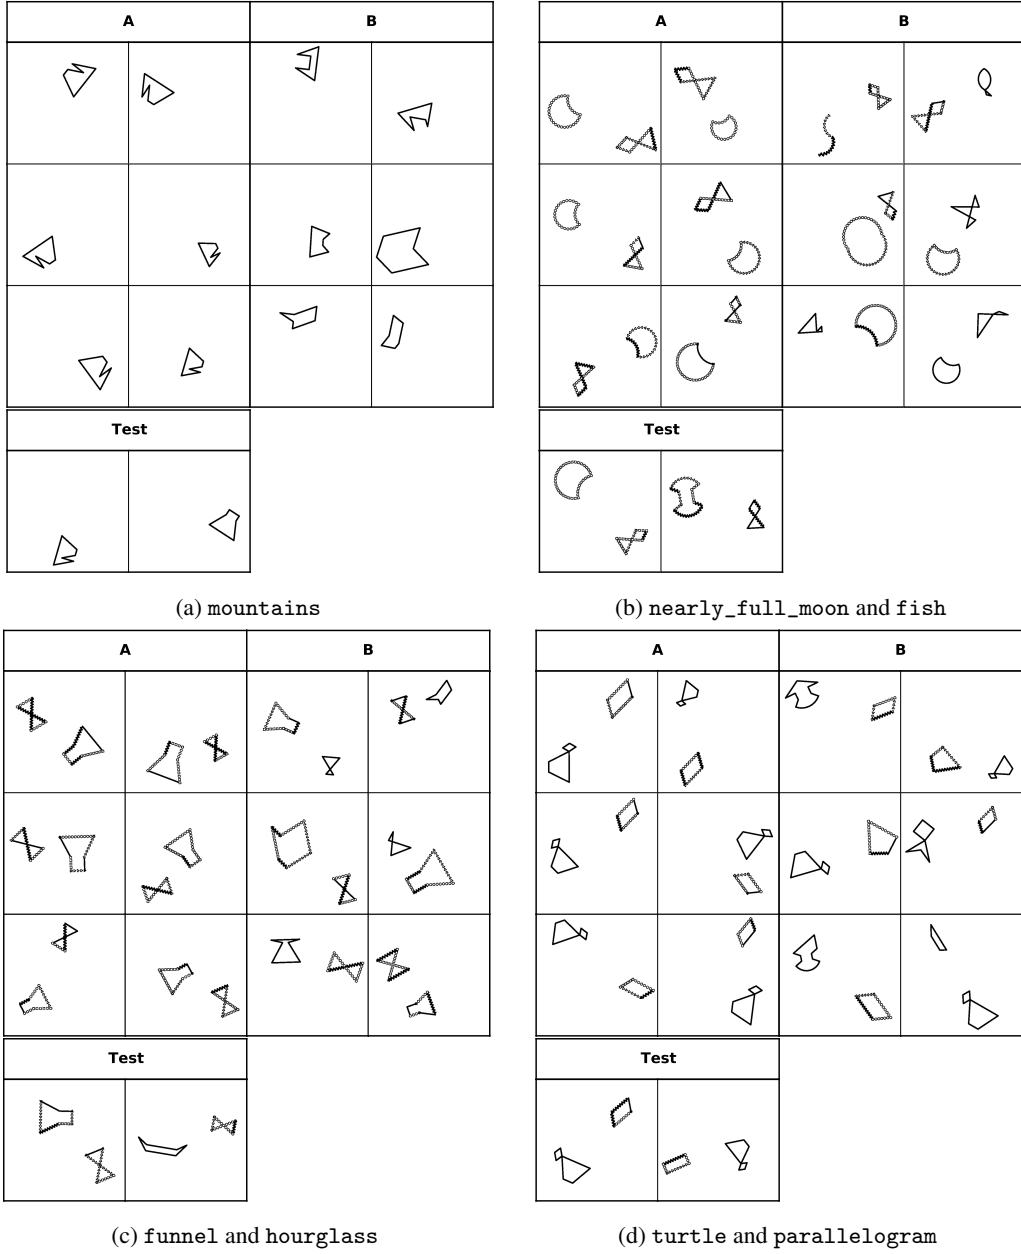 A B
A B
Test
Test
(a) mountains
(b) nearly_full_moon and fish
A B
A B
Test
Test
(c) funnel and hourglass
(d) turtle and parallelogram